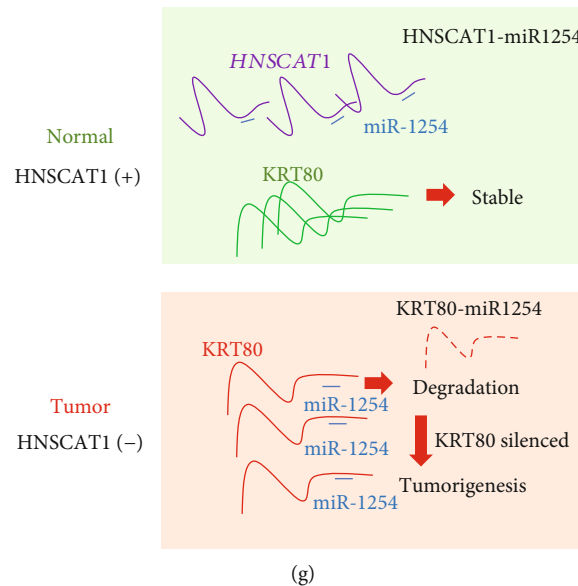 HNSCAT1-miR1254
HNSCAT1
miR-1254
Normal
HNSCAT1 (+)
KRT80
Stable
KRT80-miR1254
KRT80
miR-1254
Degradation
Tumor
HNSCAT1 (−)
miR-1254
KRT80 silenced
miR-1254
Tumorigenesis
(g)